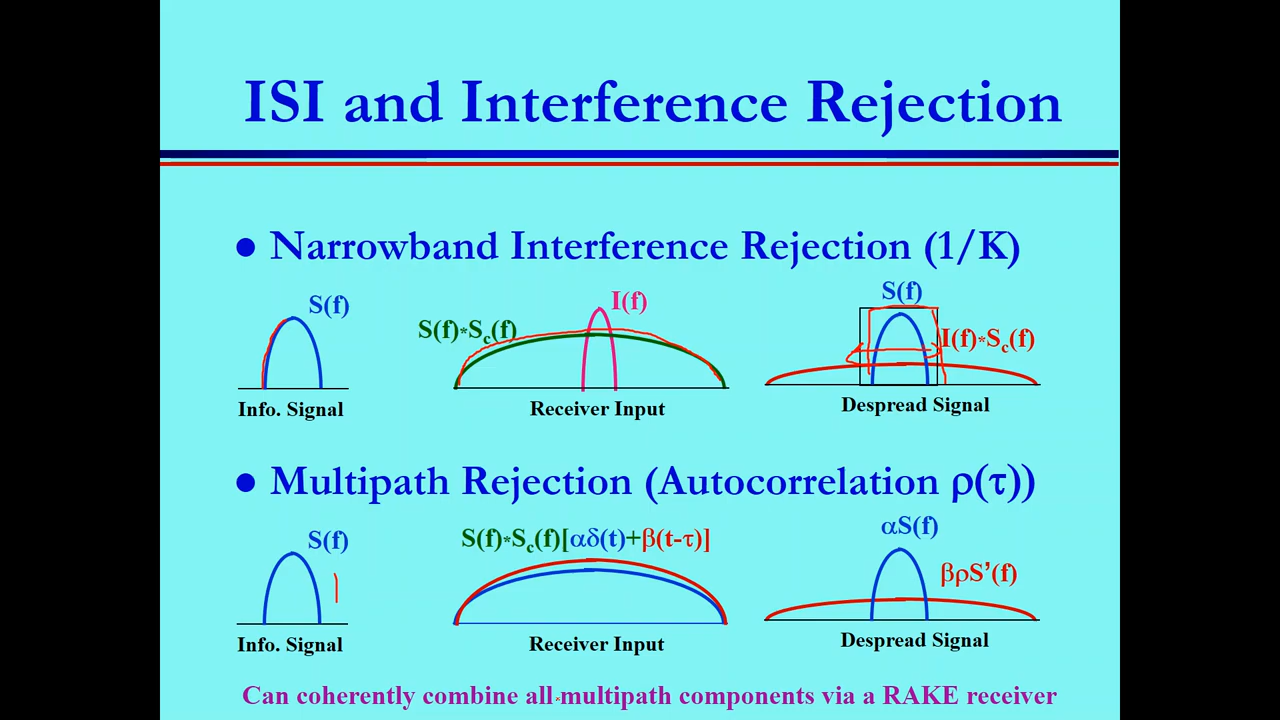 ISI and Interference Rejection
● Narrowband Interference Rejection (1/K)
S(f)
S(f)*Sc(f)
I(f)
S(f)
I(f)*Sc(f)
Info. Signal
Receiver Input
Despread Signal
● Multipath Rejection (Autocorrelation ρ(τ))
S(f)
S(f)*Sc(f)[αδ(t)+β(t-τ)]
αS(f)
βρS’(f)
Info. Signal
Receiver Input
Despread Signal
Can coherently combine all multipath components via a RAKE receiver